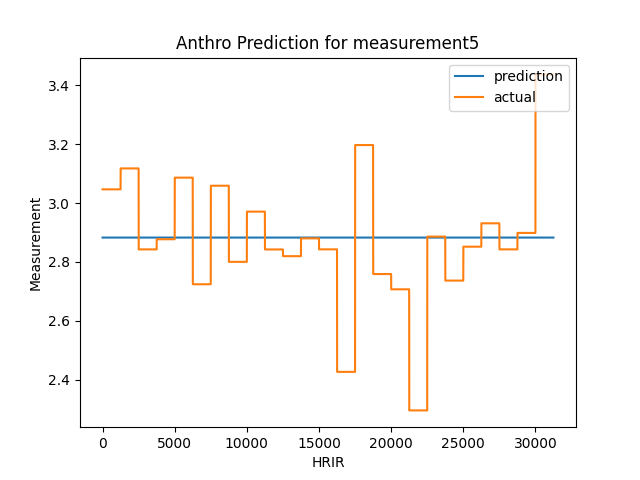 Anthro Prediction for measurement5
prediction
actual
3.4
3.2
3.0
2.8
2.6
2.4
Measurement
0 5000 10000 15000 20000 25000 30000
HRIR